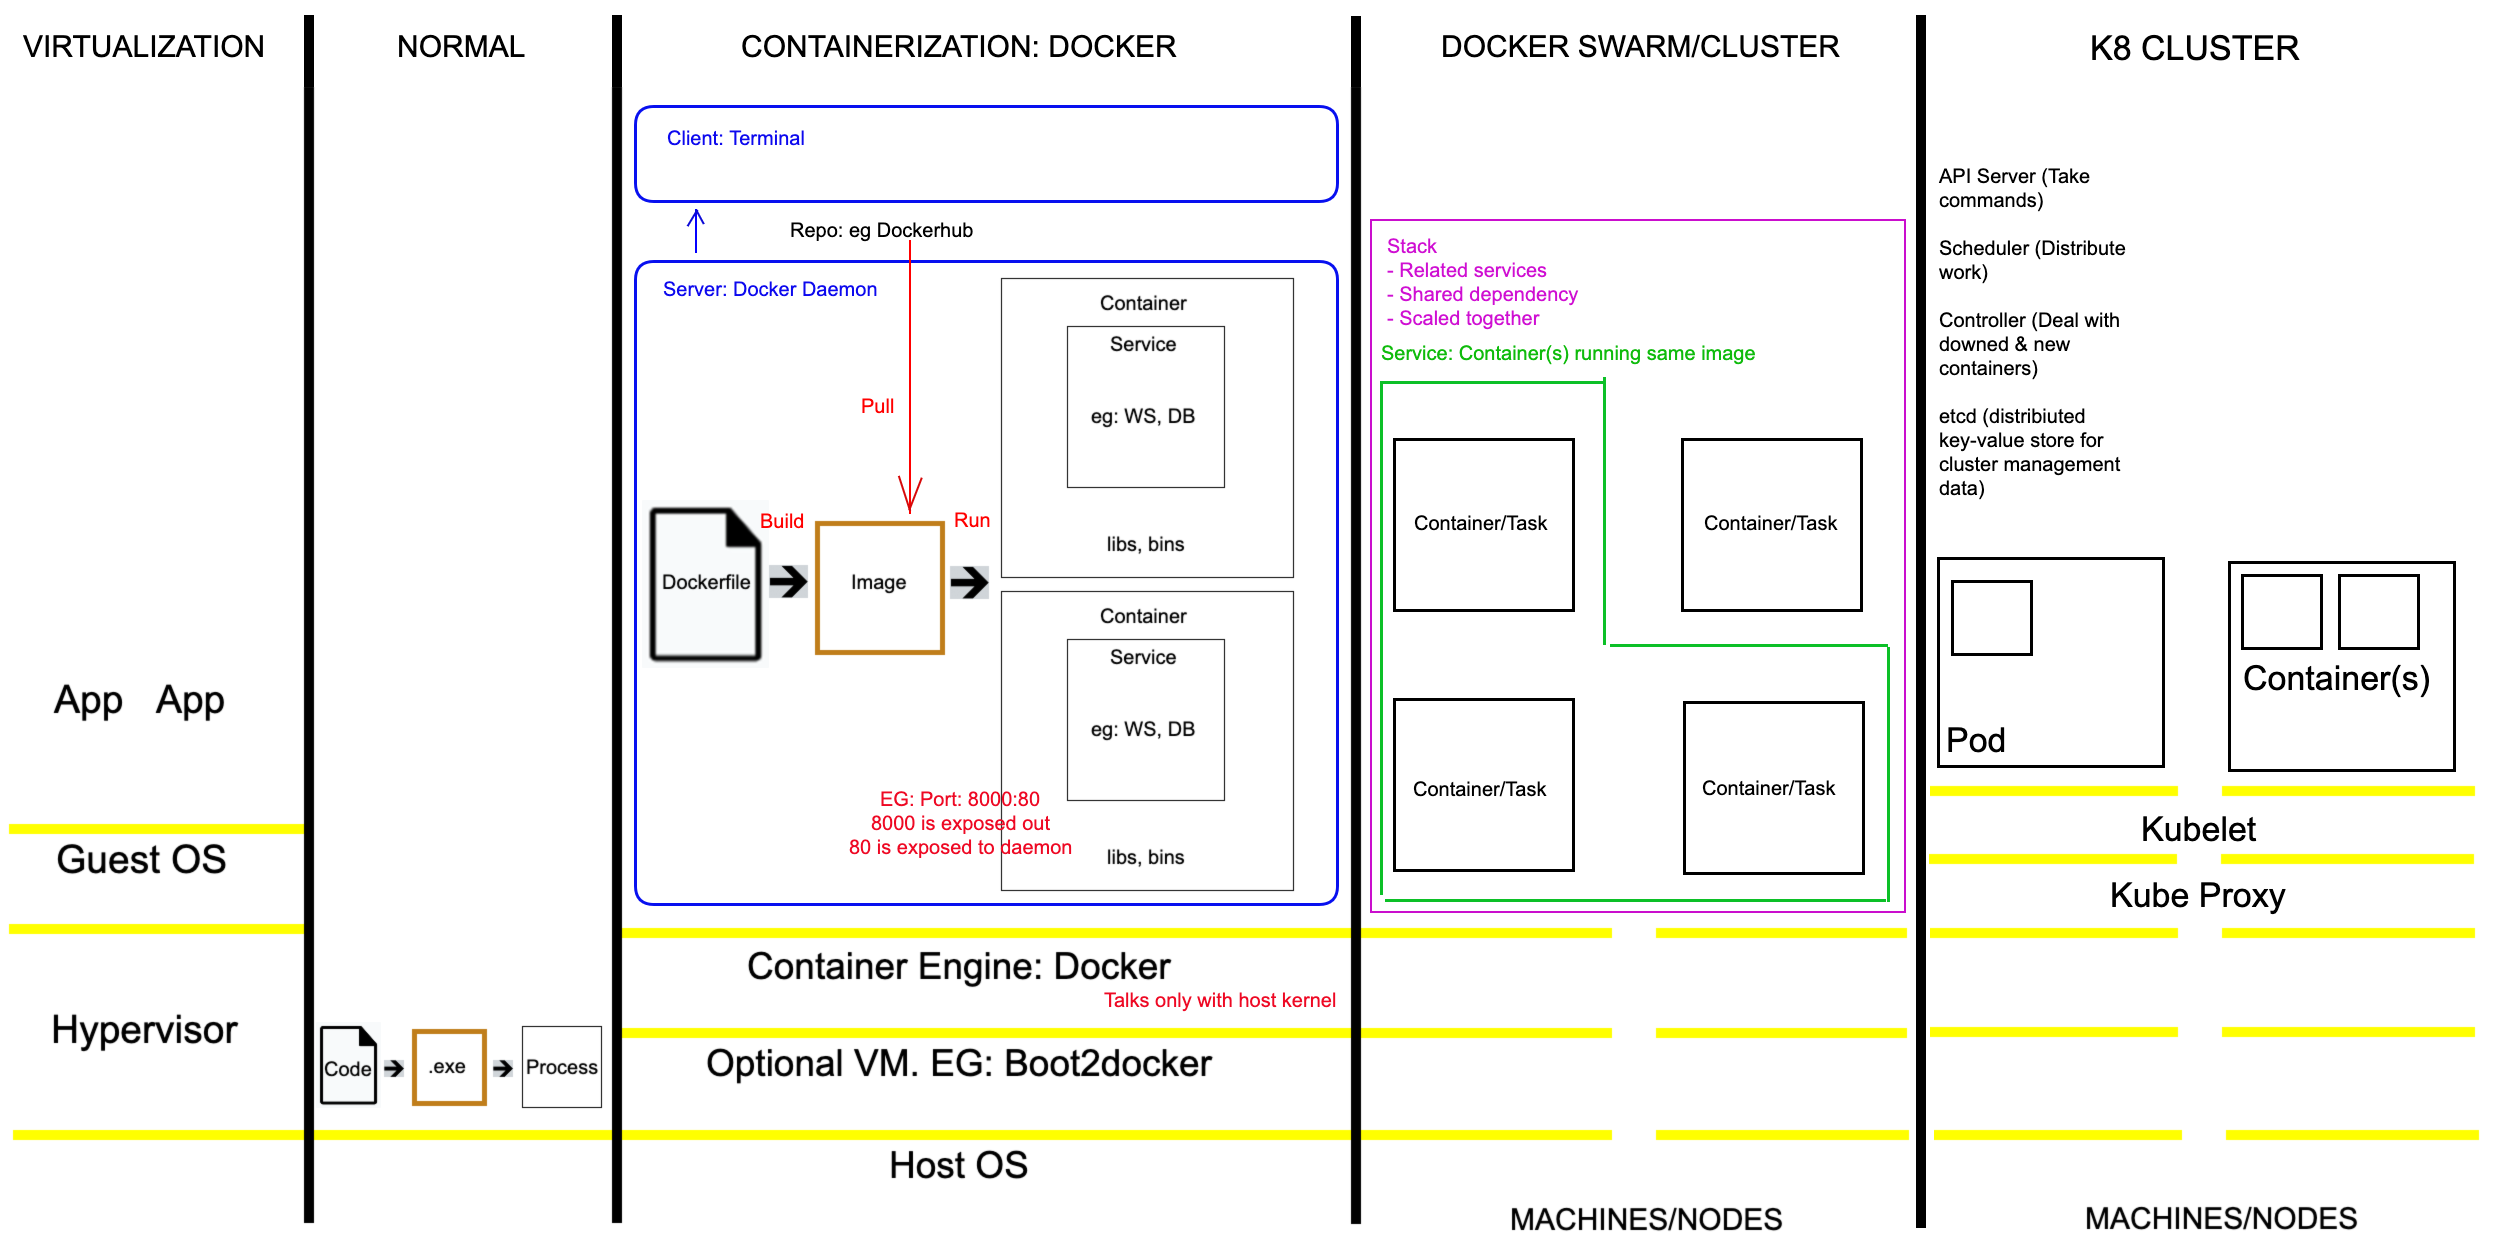 VIRTUALIZATION
NORMAL
CONTAINERIZATION: DOCKER
DOCKER SWARM/CLUSTER
K8 CLUSTER
App App
Guest OS
Hypervisor
Code
.exe
Process
Client: Terminal
Repo: eg Dockerhub
Server: Docker Daemon
Pull
Dockerfile
Build
Image
Run
Container
Service
eg: WS, DB
libs, bins
Container
Service
eg: WS, DB
libs, bins
EG: Port: 8000:80
8000 is exposed out
80 is exposed to daemon
Container Engine: Docker
Talks only with host kernel
Optional VM. EG: Boot2docker
Host OS
Stack
- Related services
- Shared dependency
- Scaled together
Service: Container(s) running same image
Container/Task
Container/Task
Container/Task
Container/Task
MACHINES/NODES
API Server (Take
commands)
Scheduler (Distribute
work)
Controller (Deal with
downed & new
containers)
etcd (distribiuted
key-value store for
cluster management
data)
Pod
Container(s)
Kubelet
Kube Proxy
MACHINES/NODES